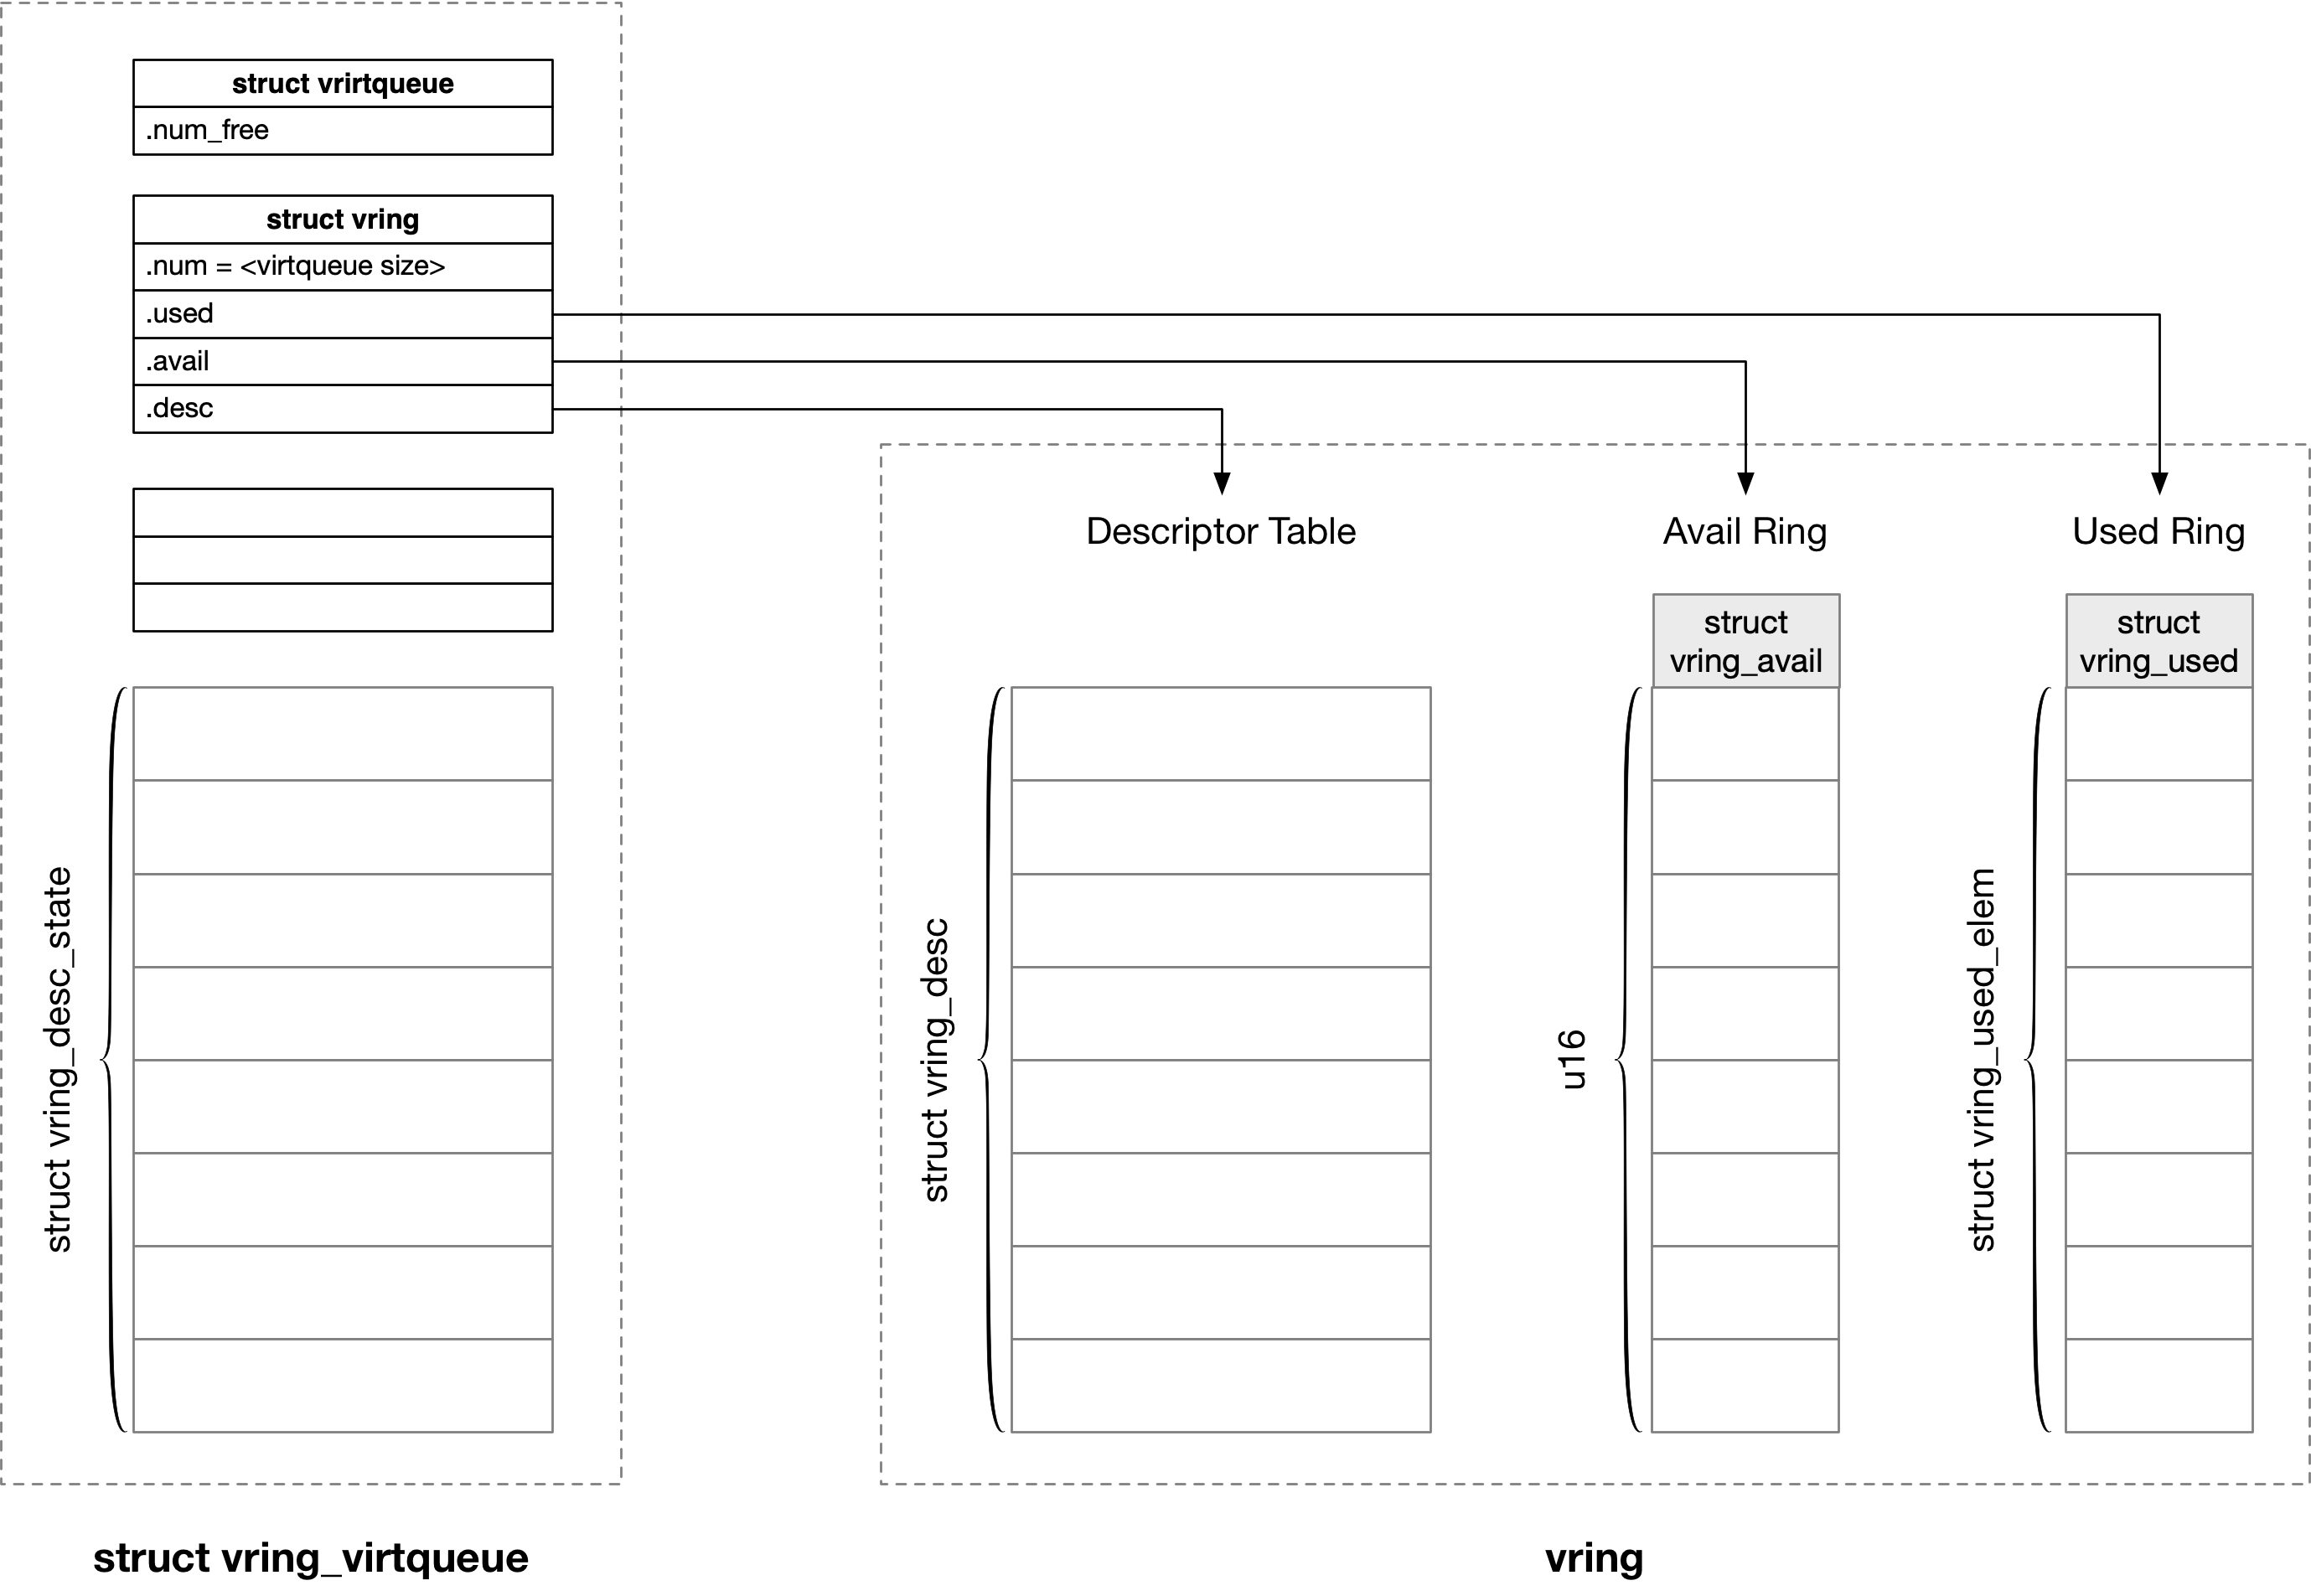 struct vrirtqueue
.num_free
struct vring
.num = <virtqueue size>
.used
.avail
.desc
struct vring_desc_state
struct vring_virtqueue
Descriptor Table
Avail Ring
Used Ring
struct
vring_avail
struct
vring_used
struct vring_desc
u16
struct vring_used_elem
vring